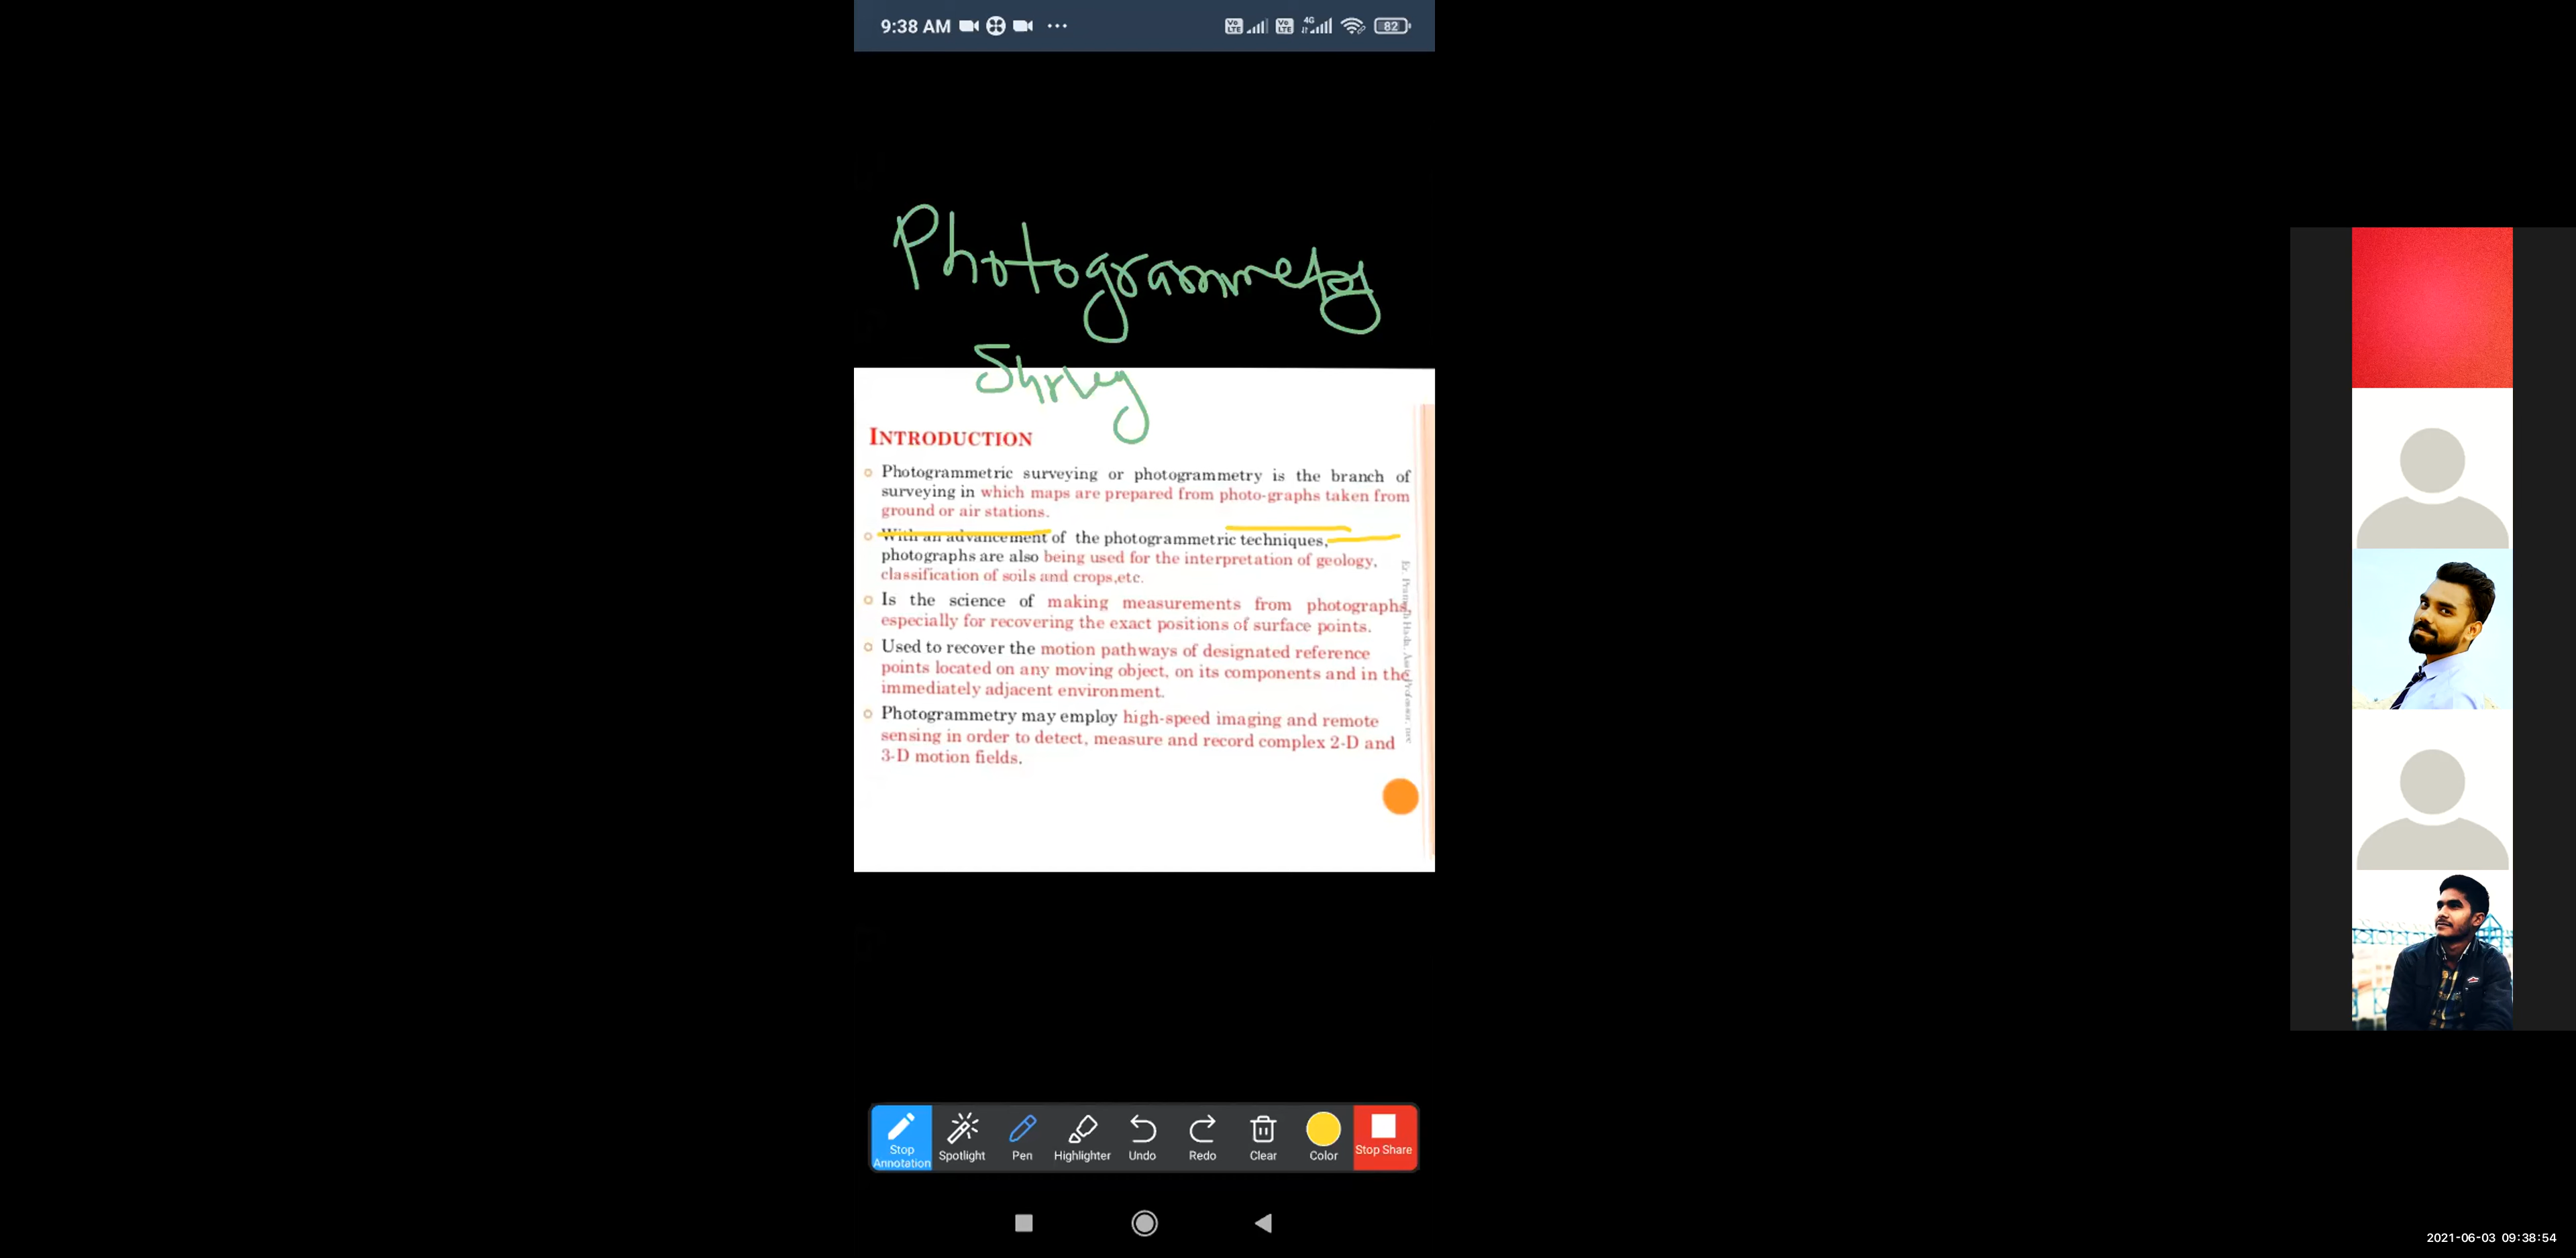 9:38 AM
VoLTE VoLTE 4G 82
Photogrammetry
INTRODUCTION
Photogrammetric surveying or photogrammetry is the branch of
surveying in which maps are prepared from photo-graphs taken from
ground or air stations.
With an advancement of the photogrammetric techniques,
photographs are also being used for the interpretation of geology,
classification of soils and crops,etc.
Is the science of making measurements from photographs,
especially for recovering the exact positions of surface points.
Used to recover the motion pathways of designated reference
points located on any moving object, on its components and in the
immediately adjacent environment.
Photogrammetry may employ high-speed imaging and remote
sensing in order to detect, measure and record complex 2-D and
3-D motion fields.
Stop Annotation
Spotlight
Pen
Highlighter
Undo
Redo
Clear
Color
Stop Share
2021-06-03 09:38:54